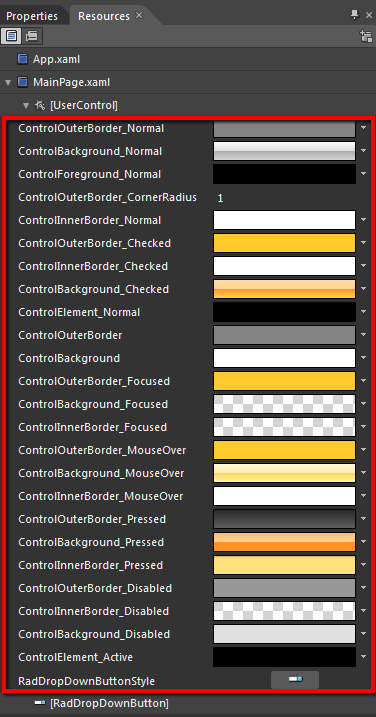 Properties Resources ×
App.xaml
MainPage.xaml
[UserControl]
ControlOuterBorder_Normal
ControlBackground_Normal
ControlForeground_Normal
ControlOuterBorder_CornerRadius 1
ControlInnerBorder_Normal
ControlOuterBorder_Checked
ControlInnerBorder_Checked
ControlBackground_Checked
ControlElement_Normal
ControlOuterBorder
ControlBackground
ControlOuterBorder_Focused
ControlBackground_Focused
ControlInnerBorder_Focused
ControlOuterBorder_MouseOver
ControlBackground_MouseOver
ControlInnerBorder_MouseOver
ControlOuterBorder_Pressed
ControlBackground_Pressed
ControlInnerBorder_Pressed
ControlOuterBorder_Disabled
ControlInnerBorder_Disabled
ControlBackground_Disabled
ControlElement_Active
RadDropDownButtonStyle
[RadDropDownButton]